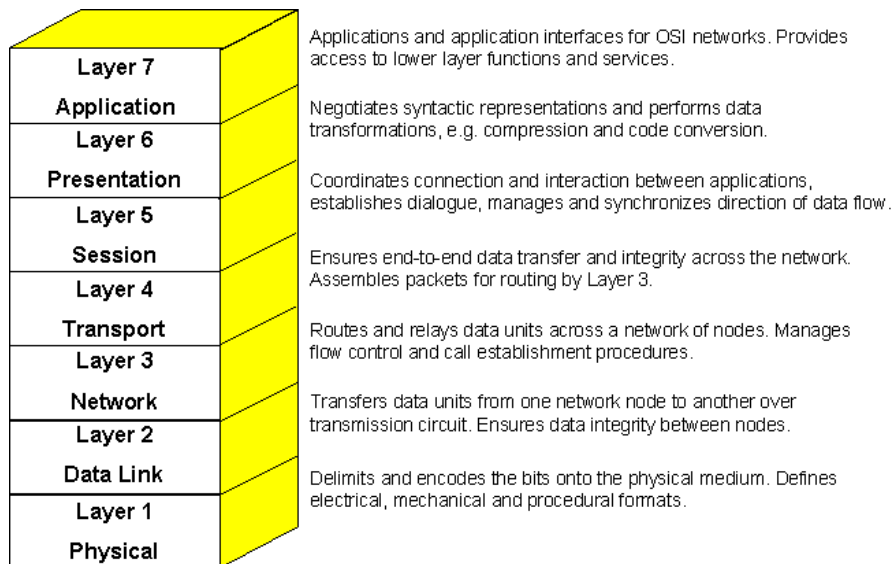 Applications and application interfaces for OSI networks. Provides
access to lower layer functions and services.
Layer 7
Application
Negotiates syntactic representations and performs data
transformations, e.g. compression and code conversion.
Layer 6
Presentation
Coordinates connection and interaction between applications,
establishes dialogue, manages and synchronizes direction of data flow.
Layer 5
Session
Ensures end-to-end data transfer and integrity across the network.
Assembles packets for routing by Layer 3.
Layer 4
Transport
Routes and relays data units across a network of nodes. Manages
flow control and call establishment procedures.
Layer 3
Network
Transfers data units from one network node to another over
transmission circuit. Ensures data integrity between nodes.
Layer 2
Data Link
Delimits and encodes the bits onto the physical medium. Defines
electrical, mechanical and procedural formats.
Layer 1
Physical